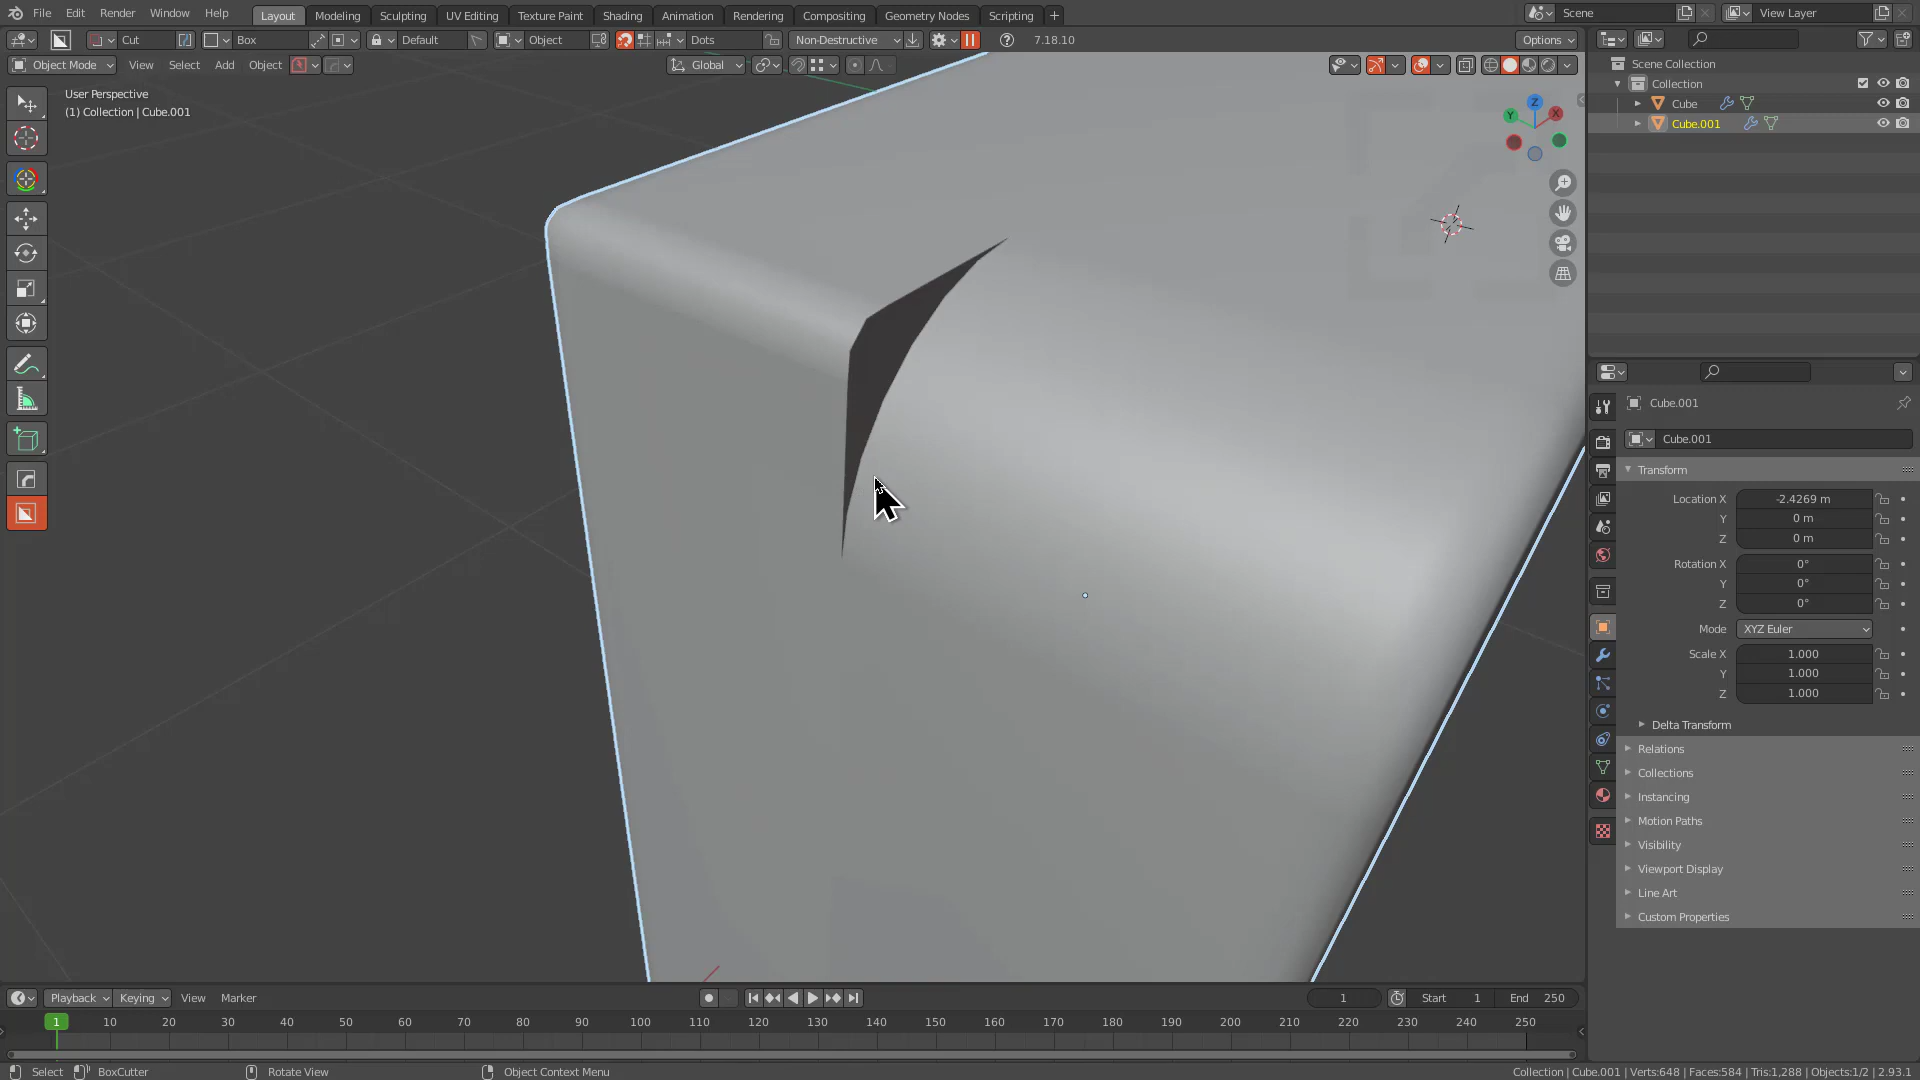 File Edit Render Window Help Layout Modeling Sculpting UV Editing Texture Paint Shading Animation Rendering Compositing Geometry Nodes Scripting + Scene View Layer
Cut Box Default Object Dots Non-Destructive 7.18.10 Options
Object Mode View Select Add Object Global
User Perspective
(1) Collection | Cube.001
Z
Y X
Scene Collection
Collection
Cube
Cube.001
Cube.001
Cube.001
Transform
Location X -2.4269 m
Y 0 m
Z 0 m
Rotation X 0°
Y 0°
Z 0°
Mode XYZ Euler
Scale X 1.000
Y 1.000
Z 1.000
Delta Transform
Relations
Collections
Instancing
Motion Paths
Visibility
Viewport Display
Line Art
Custom Properties
Playback Keying View Marker 1 Start 1 End 250
1 10 20 30 40 50 60 70 80 90 100 110 120 130 140 150 160 170 180 190 200 210 220 230 240 250
Select BoxCutter Rotate View Object Context Menu Collection | Cube.001 | Verts:648 | Faces:584 | Tris:1,288 | Objects:1/2 | 2.93.1